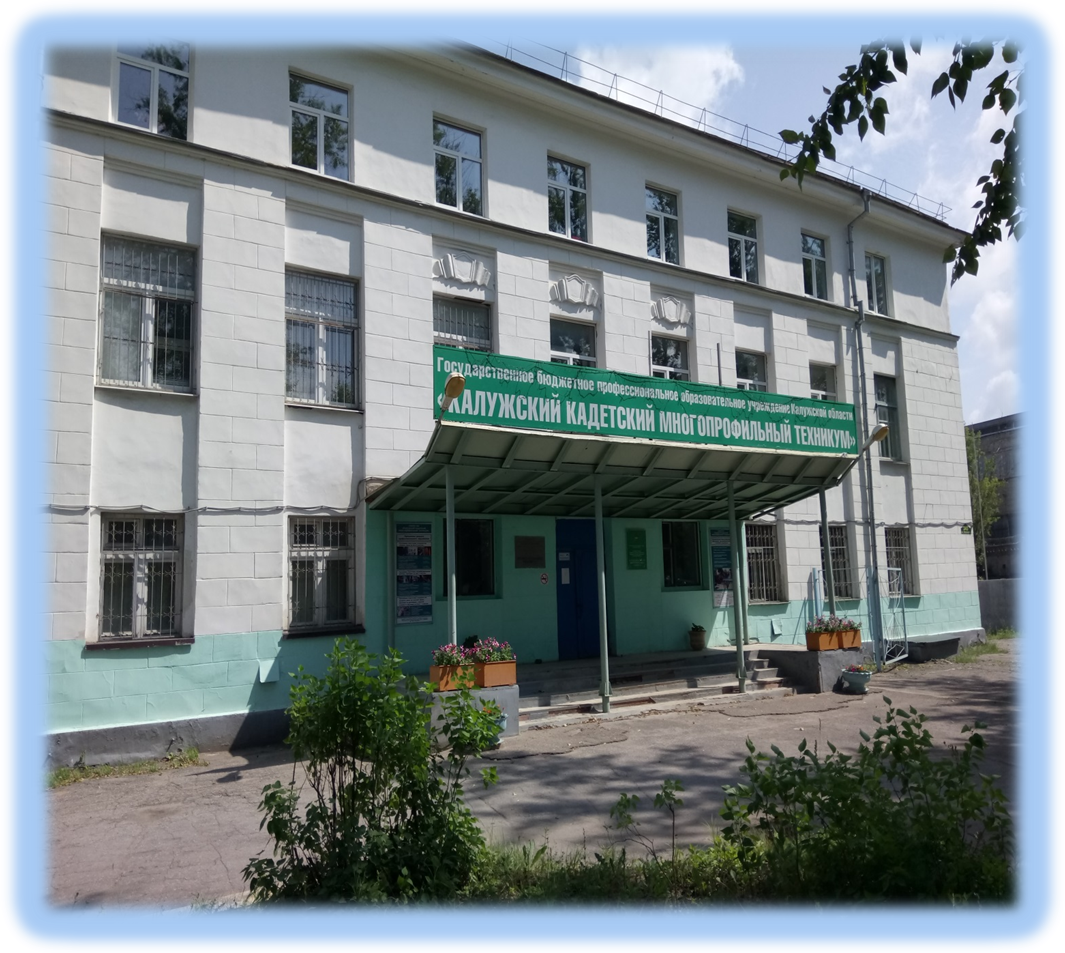 Государственное бюджетное профессиональное образовательное учреждение Калужской области
«КАЛУЖСКИЙ КАДЕТСКИЙ МНОГОПРОФИЛЬНЫЙ ТЕХНИКУМ»